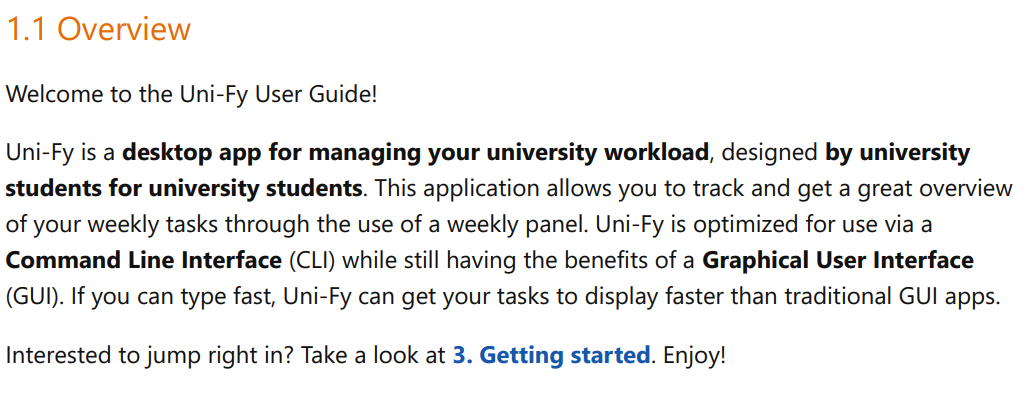 1.1 Overview
Welcome to the Uni-Fy User Guide!
Uni-Fy is a desktop app for managing your university workload, designed by university
students for university students. This application allows you to track and get a great overview
of your weekly tasks through the use of a weekly panel. Uni-Fy is optimized for use via a
Command Line Interface (CLI) while still having the benefits of a Graphical User Interface
(GUI). If you can type fast, Uni-Fy can get your tasks to display faster than traditional GUI apps.
Interested to jump right in? Take a look at 3. Getting started. Enjoy!